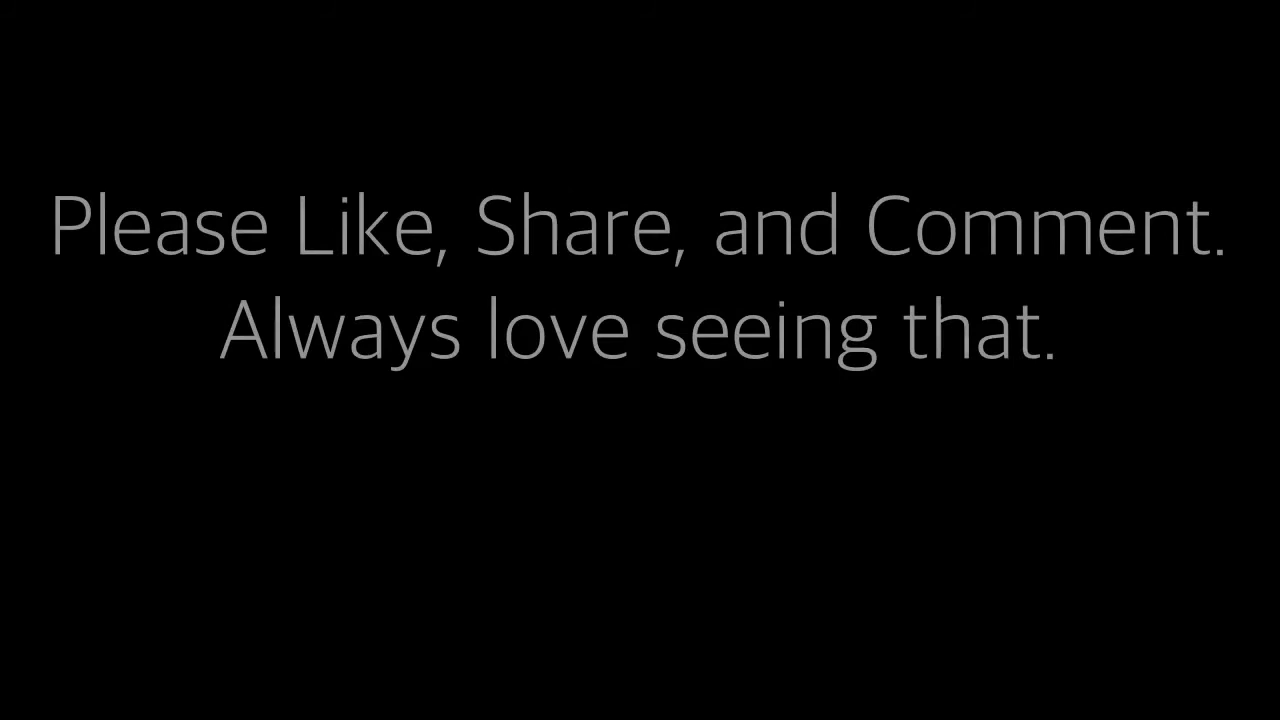 Please Like, Share, and Comment.
Always love seeing that.